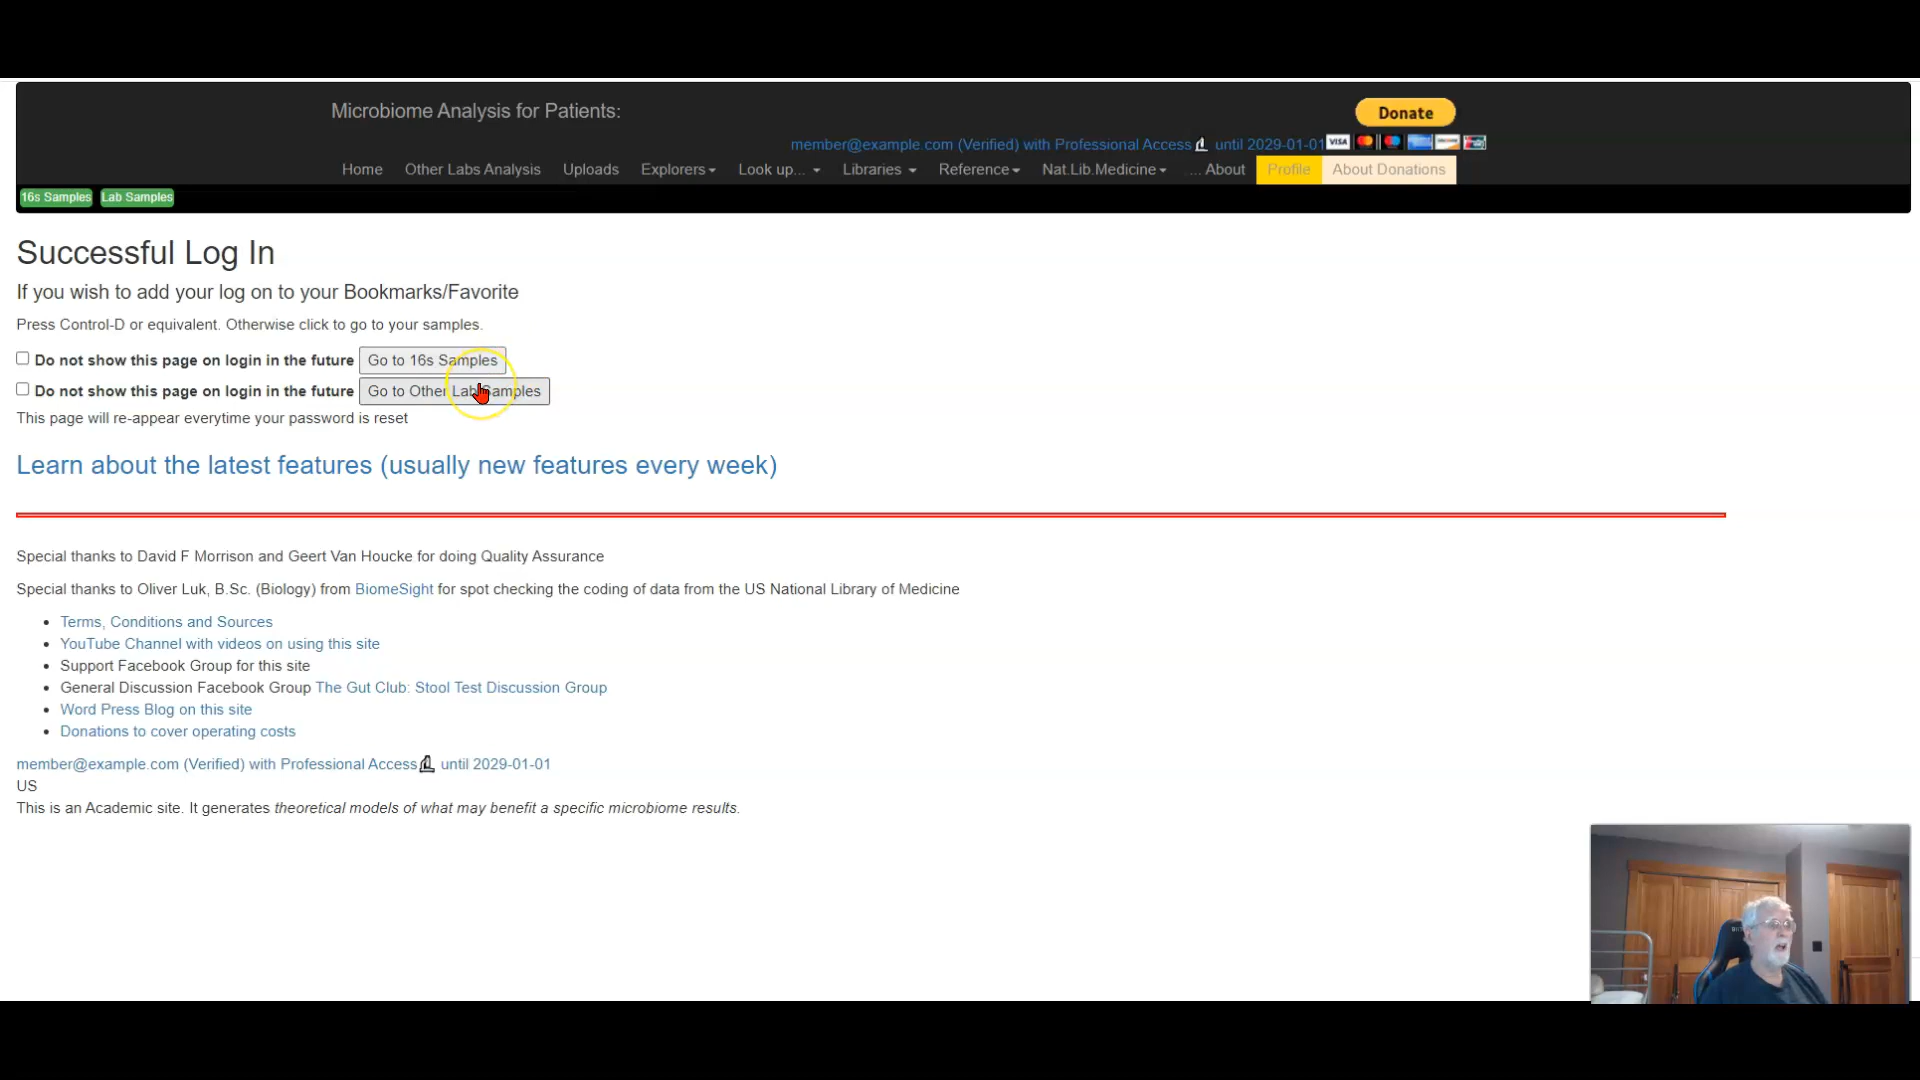 Microbiome Analysis for Patients:
Donate
member@example.com (Verified) with Professional Access until 2029-01-01
VISA
Home Other Labs Analysis Uploads Explorers Look up... Libraries Reference Nat.Lib.Medicine ... About Profile About Donations
16s Samples Lab Samples
Successful Log In
If you wish to add your log on to your Bookmarks/Favorite
Press Control-D or equivalent. Otherwise click to go to your samples.
Do not show this page on login in the future Go to 16s Samples
Do not show this page on login in the future Go to Other Lab Samples
This page will re-appear everytime your password is reset
Learn about the latest features (usually new features every week)
Special thanks to David F Morrison and Geert Van Houcke for doing Quality Assurance
Special thanks to Oliver Luk, B.Sc. (Biology) from BiomeSight for spot checking the coding of data from the US National Library of Medicine
Terms, Conditions and Sources
YouTube Channel with videos on using this site
Support Facebook Group for this site
General Discussion Facebook Group The Gut Club: Stool Test Discussion Group
Word Press Blog on this site
Donations to cover operating costs
member@example.com (Verified) with Professional Access until 2029-01-01
US
This is an Academic site. It generates theoretical models of what may benefit a specific microbiome results.